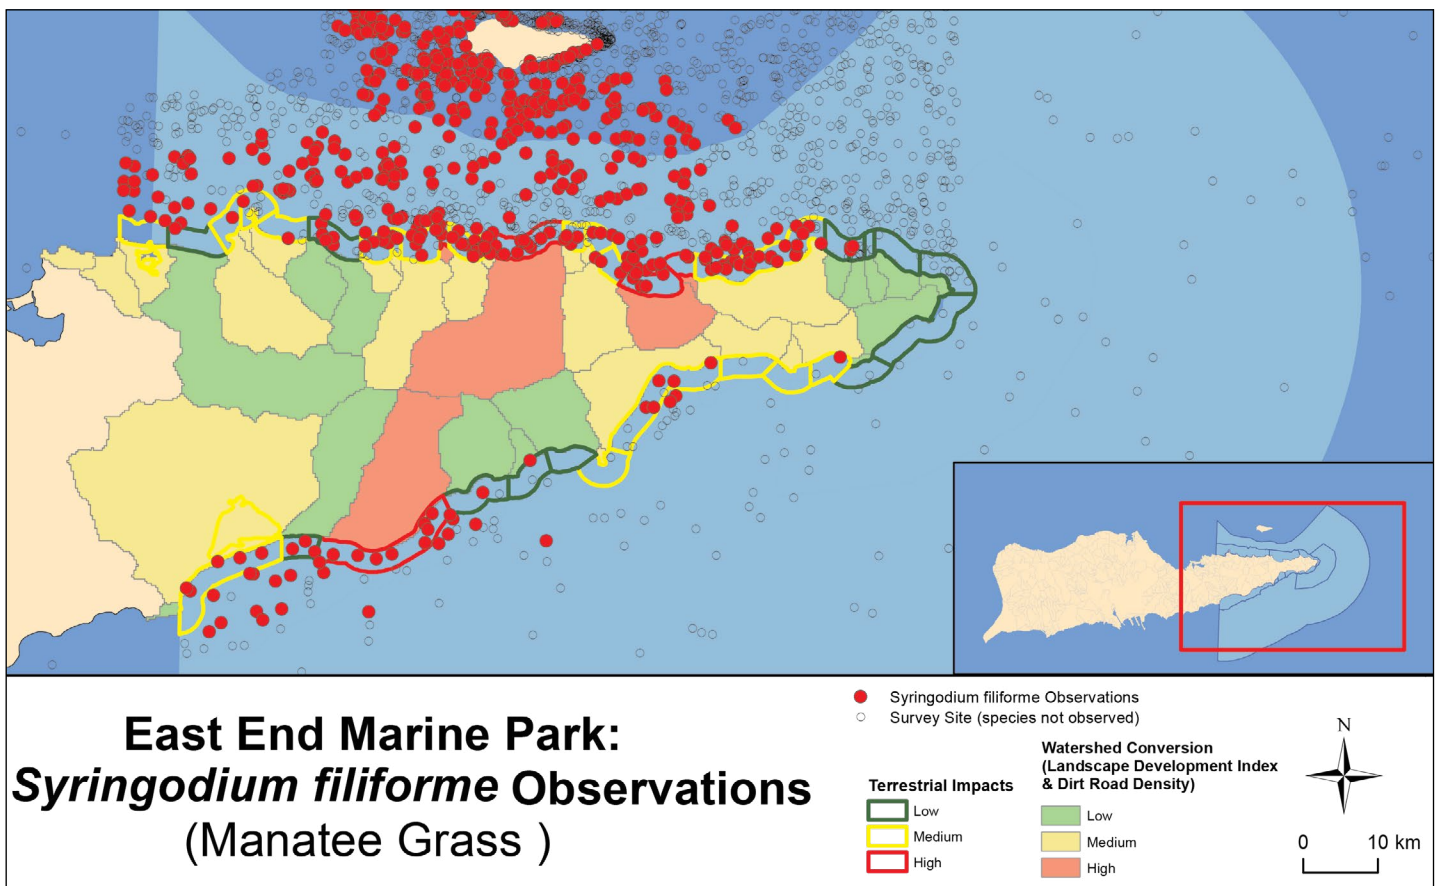 East End Marine Park:
Syringodium filiforme Observations
(Manatee Grass )
Syringodium filiforme Observations
Survey Site (species not observed)
Terrestrial Impacts
Low
Medium
High
Watershed Conversion
(Landscape Development Index
& Dirt Road Density)
Low
Medium
High
N
0 10 km